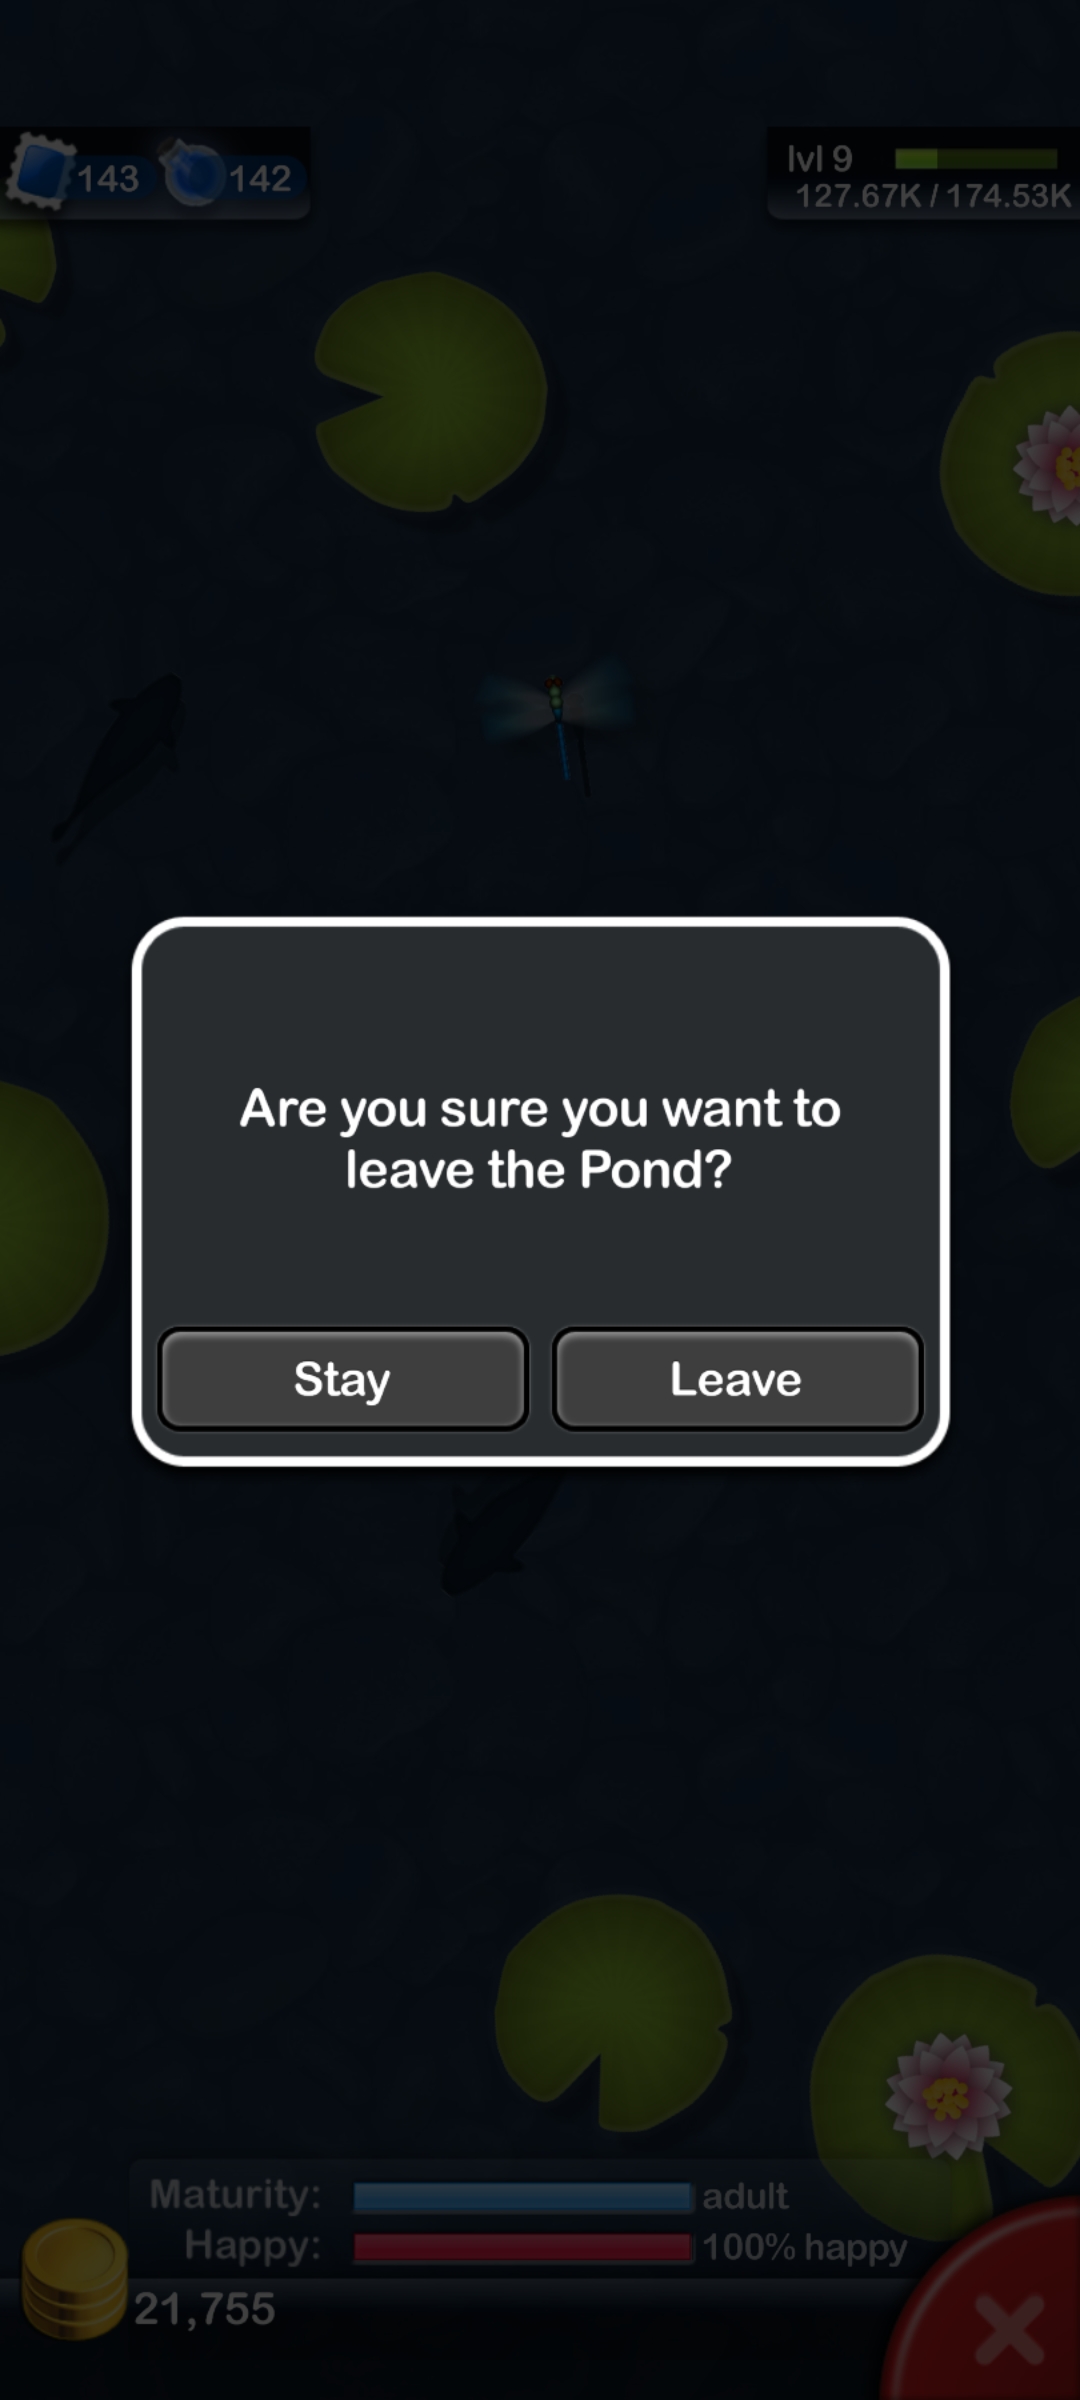 143 142
lvl 9
127.67K / 174.53K
Are you sure you want to
leave the Pond?
Stay Leave
Maturity: adult
Happy: 100% happy
21,755